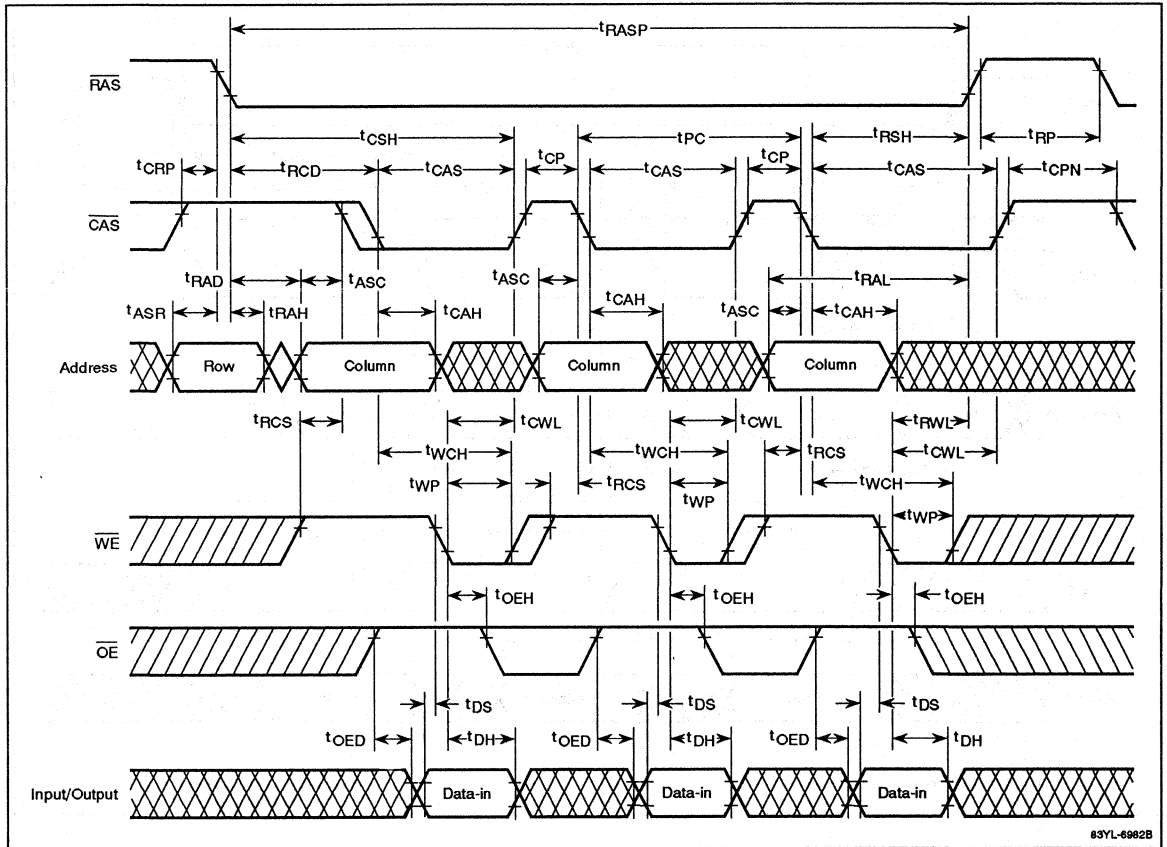 tRASP
RAS
tCSH tPC tRSH tRP
tCRP tRCD tCAS tCP tCAS tCP tCAS tCPN
CAS
tRAD tASC tASC tRAL
tASR tRAH tCAH tCAH tASC tCAH
Address Row Column Column Column
tRCS tCWL tCWL tRWL
tWCH tWCH tRCS tCWL
tWP tRCS tWP tWCH
tWP
WE
tOEH tOEH tOEH
OE
tDS tDS tDS
tOED tDH tOED tDH tOED tDH
Input/Output Data-in Data-in Data-in
83YL-6982B